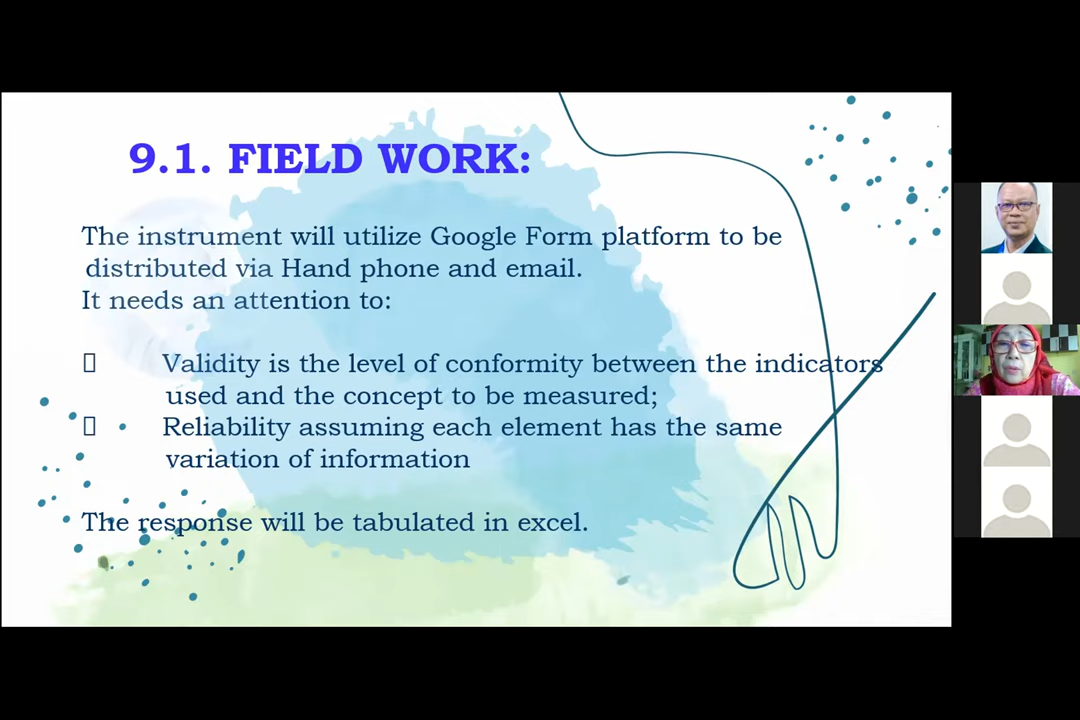 9.1. FIELD WORK:
The instrument will utilize Google Form platform to be
distributed via Hand phone and email.
It needs an attention to:
Validity is the level of conformity between the indicators
used and the concept to be measured;
Reliability assuming each element has the same
variation of information
The response will be tabulated in excel.